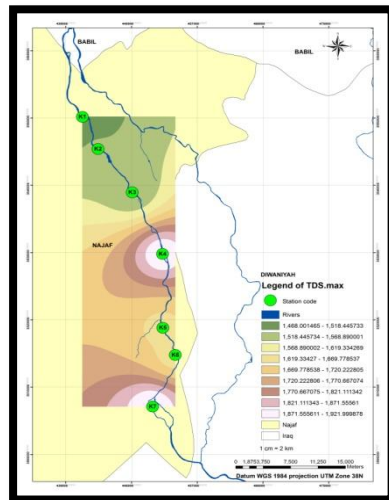 BABIL
BABIL
K1
K2
K3
NAJAF
K4
K5
K6
K7
DIWANIYAH
Legend of TDS.max
Station code
Rivers
1,468.001465 - 1,518.445733
1,518.445734 - 1,568.890001
1,568.890002 - 1,619.334269
1,619.33427 - 1,669.778537
1,669.778538 - 1,720.222805
1,720.222806 - 1,770.667074
1,770.667075 - 1,821.111342
1,821.111343 - 1,871.55561
1,871.555611 - 1,921.999878
Najaf
Iraq
1 cm = 2 km
0 1.8753.750 7.500 11.250 15.000
Meters
Datum WGS 1984 projection UTM Zone 38N